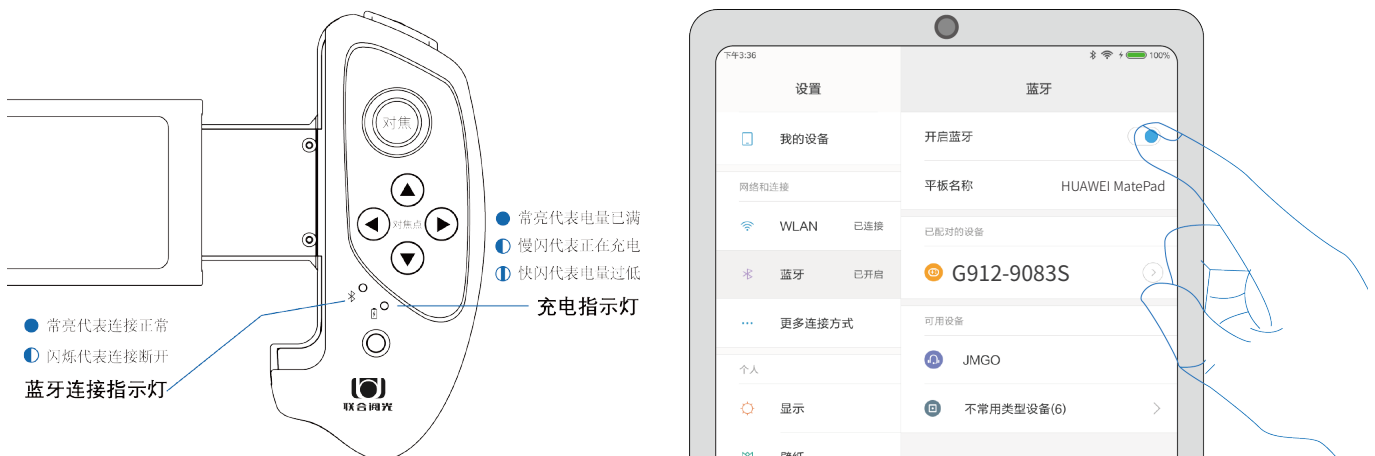 对焦
对焦点
常亮代表电量已满
慢闪代表正在充电
快闪代表电量过低
充电指示灯
常亮代表连接正常
闪烁代表连接断开
蓝牙连接指示灯
联合调光
下午3:36
100%
设置
蓝牙
我的设备
开启蓝牙
网络和连接
平板名称 HUAWEI MatePad
WLAN 已连接
已配对的设备
蓝牙 已开启
G912-9083S
更多连接方式
可用设备
JMGO
个人
显示
不常用类型设备(6)
壁纸